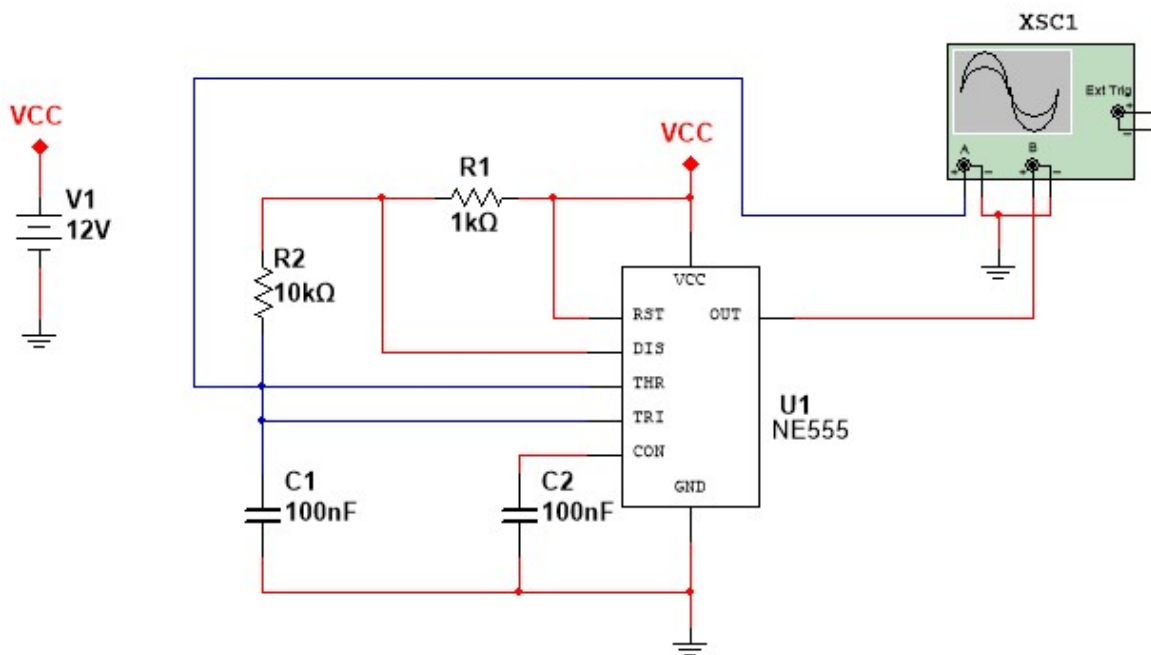 XSC1
Ext Trig
+
−
A
B
+ − + −
VCC
V1
12V
VCC
R1
1kΩ
R2
10kΩ
VCC
RST OUT
DIS
THR
TRI
CON
GND
U1
NE555
C1
100nF
C2
100nF